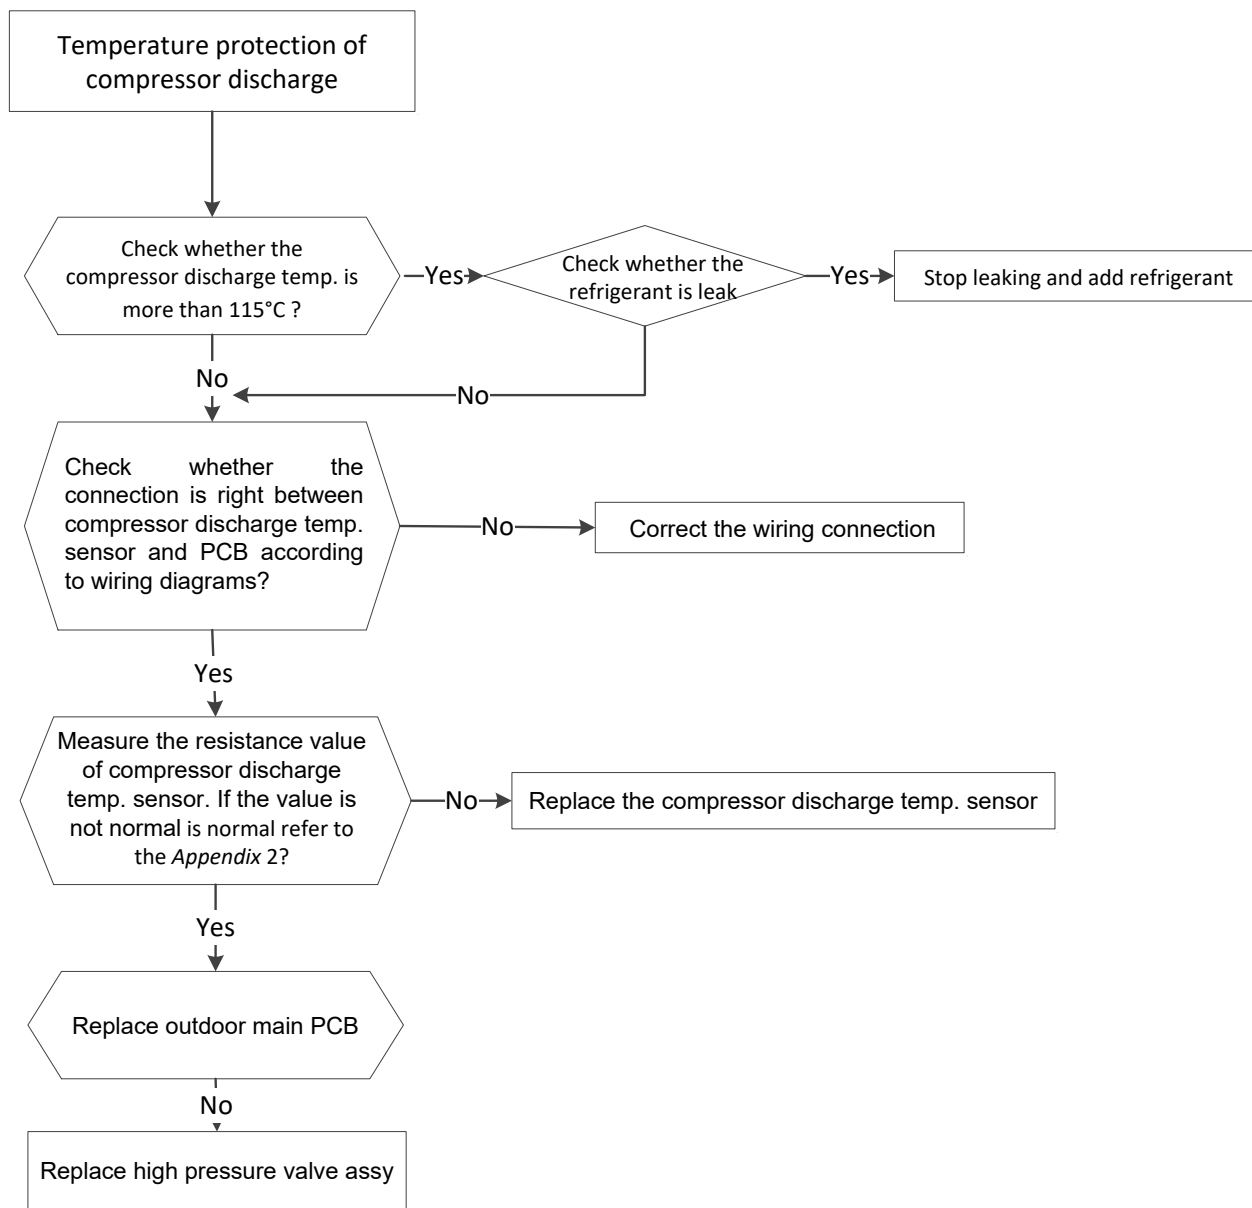 Temperature protection of
compressor discharge
Check whether the
compressor discharge temp. is
more than 115°C ?
Yes
Check whether the
refrigerant is leak
Yes
Stop leaking and add refrigerant
No
No
Check whether the
connection is right between
compressor discharge temp.
sensor and PCB according
to wiring diagrams?
No
Correct the wiring connection
Yes
Measure the resistance value
of compressor discharge
temp. sensor. If the value is
not normal is normal refer to
the Appendix 2?
No
Replace the compressor discharge temp. sensor
Yes
Replace outdoor main PCB
No
Replace high pressure valve assy